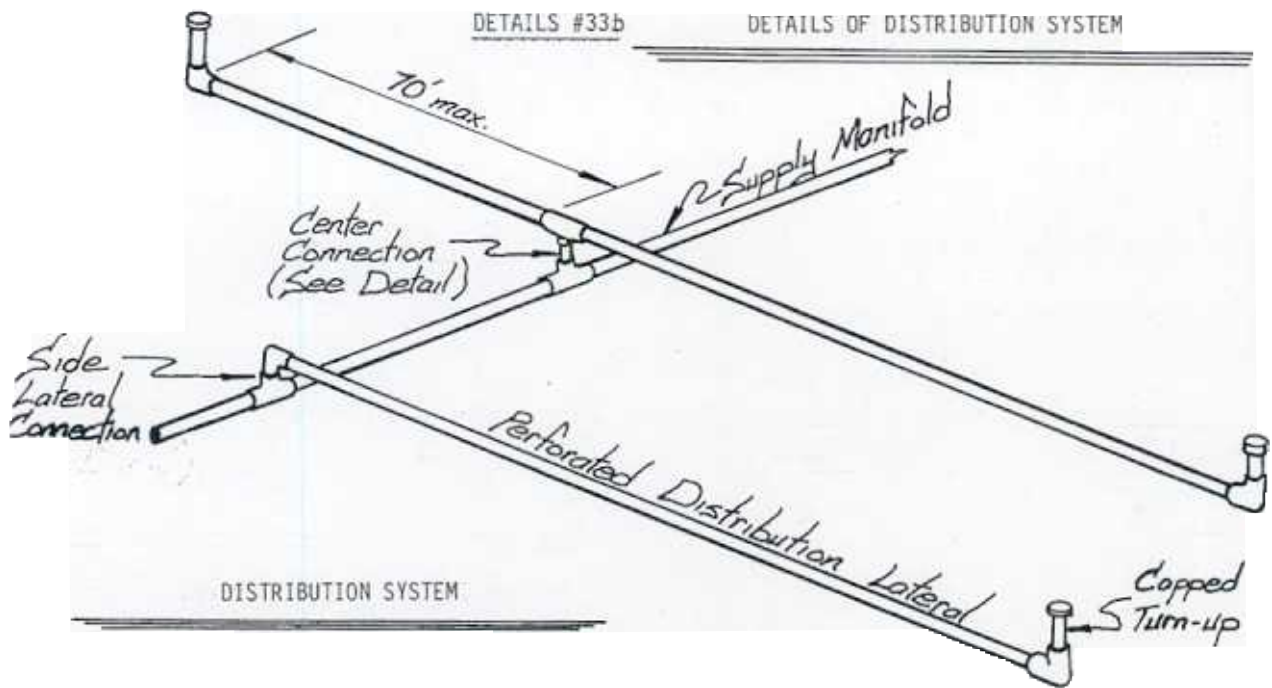 DETAILS #33b
DETAILS OF DISTRIBUTION SYSTEM
70' max.
Supply Manifold
Center
Connection
(See Detail)
Side
Lateral
Connection
Perforated Distribution Lateral
DISTRIBUTION SYSTEM
Capped
Turn-up